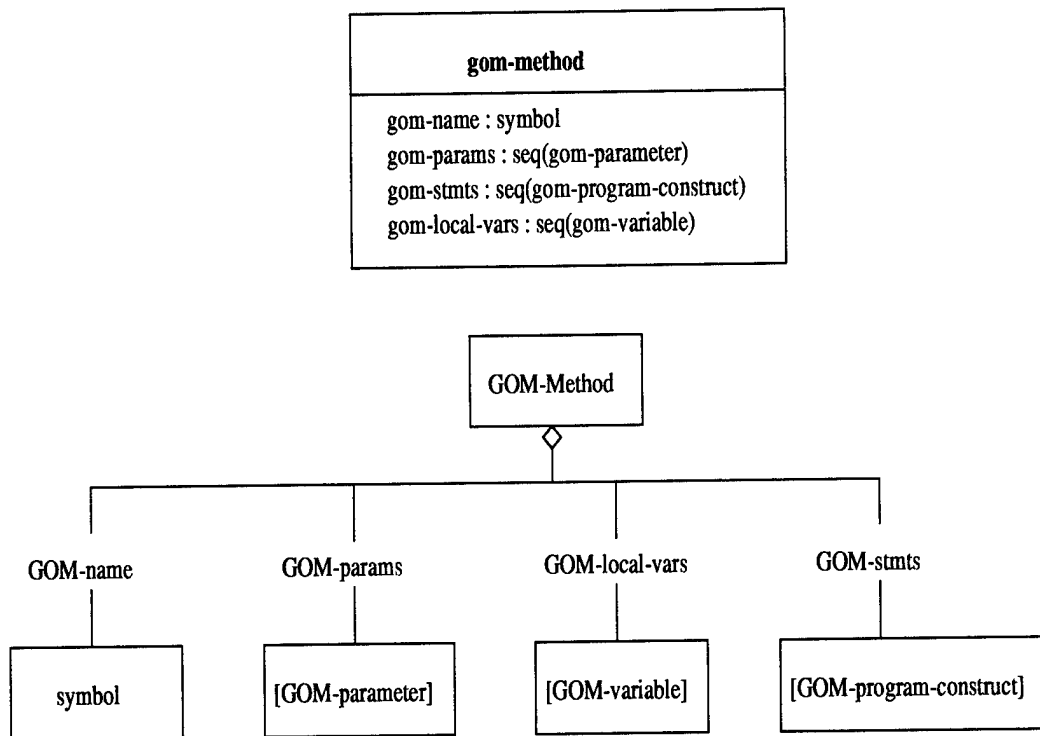 gom-method
gom-name : symbol
gom-params : seq(gom-parameter)
gom-stmts : seq(gom-program-construct)
gom-local-vars : seq(gom-variable)
GOM-Method
GOM-name
GOM-params
GOM-local-vars
GOM-stmts
symbol
[GOM-parameter]
[GOM-variable]
[GOM-program-construct]